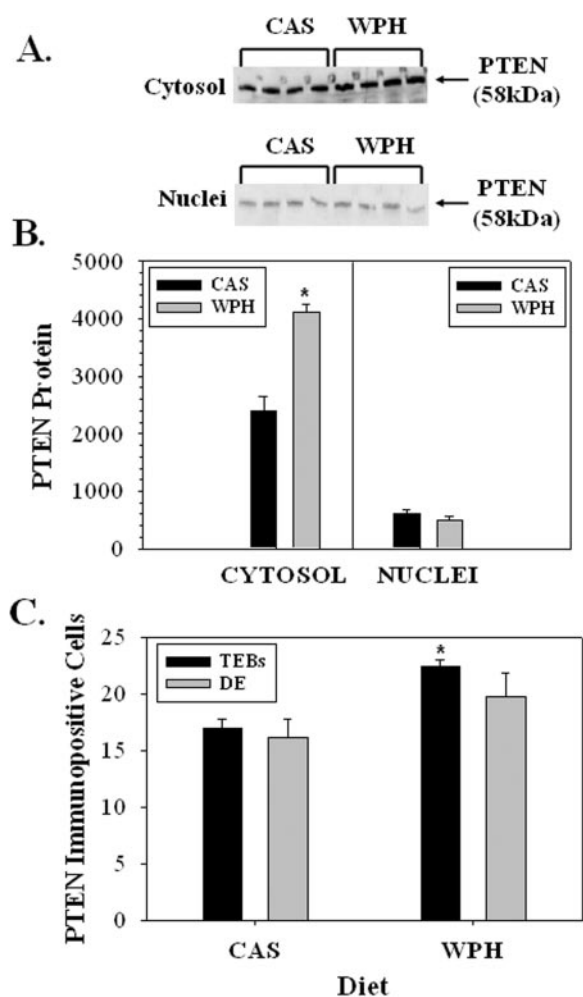 A.
CAS WPH
Cytosol
PTEN
(58kDa)
CAS WPH
Nuclei
PTEN
(58kDa)
B.
PTEN Protein
5000
4000
3000
2000
1000
0
CAS
WPH
*
CAS
WPH
CYTOSOL NUCLEI
C.
PTEN Immunopositive Cells
25
20
15
10
5
0
TEBs
DE
*
CAS WPH
Diet